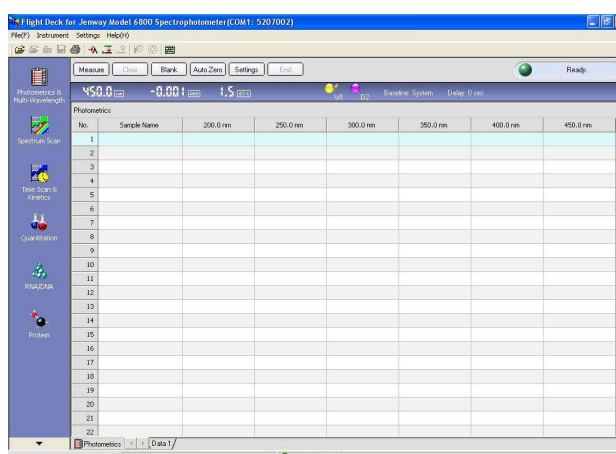 Flight Deck for Jenway Model 6800 Spectrophotometer(COM1: 5207002)
File(F) Instrument Settings Help(H)
Measure Clear Blank Auto Zero Settings End Ready.
450.0 nm -0.001 ABS 1.5 WI D2 Baseline: System Delay: 0 sec
Photometrics &
Multi-Wavelength
Spectrum Scan
Time Scan &
Kinetics
Quantitation
RNA/DNA
Protein
Photometrics
No. Sample Name 200.0 nm 250.0 nm 300.0 nm 350.0 nm 400.0 nm 450.0 nm
1
2
3
4
5
6
7
8
9
10
11
12
13
14
15
16
17
18
19
20
21
22
Photometrics Data 1